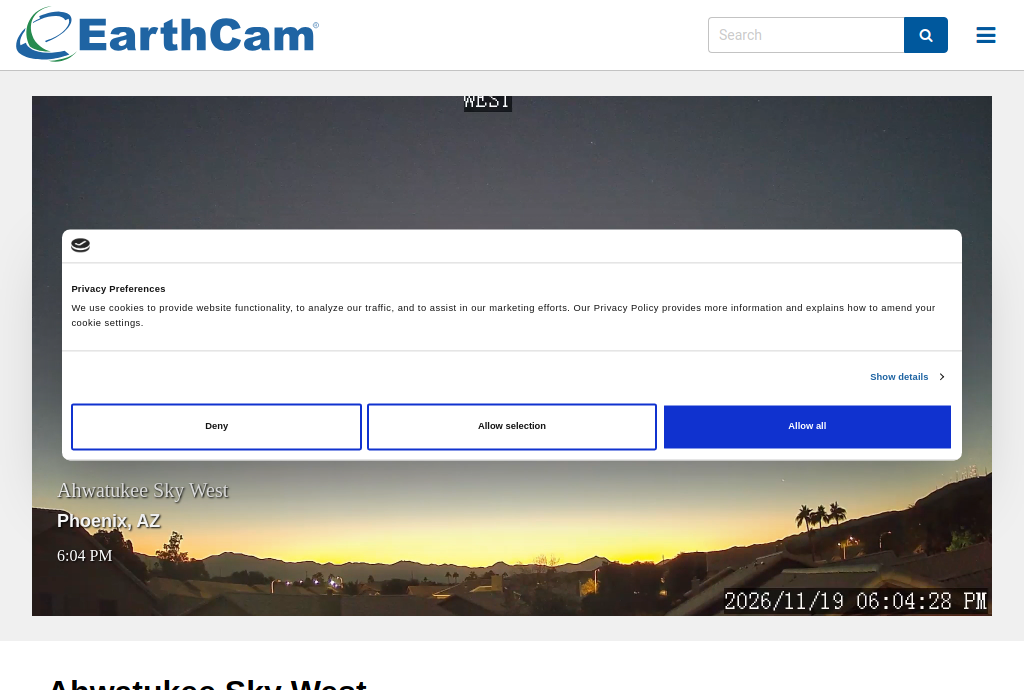 EarthCam®
Search
WEST
Privacy Preferences
We use cookies to provide website functionality, to analyze our traffic, and to assist in our marketing efforts. Our Privacy Policy provides more information and explains how to amend your
cookie settings.
Show details
Deny
Allow selection
Allow all
Ahwatukee Sky West
Phoenix, AZ
6:04 PM
2026/11/19 06:04:28 PM
Ahwatukee Sky West